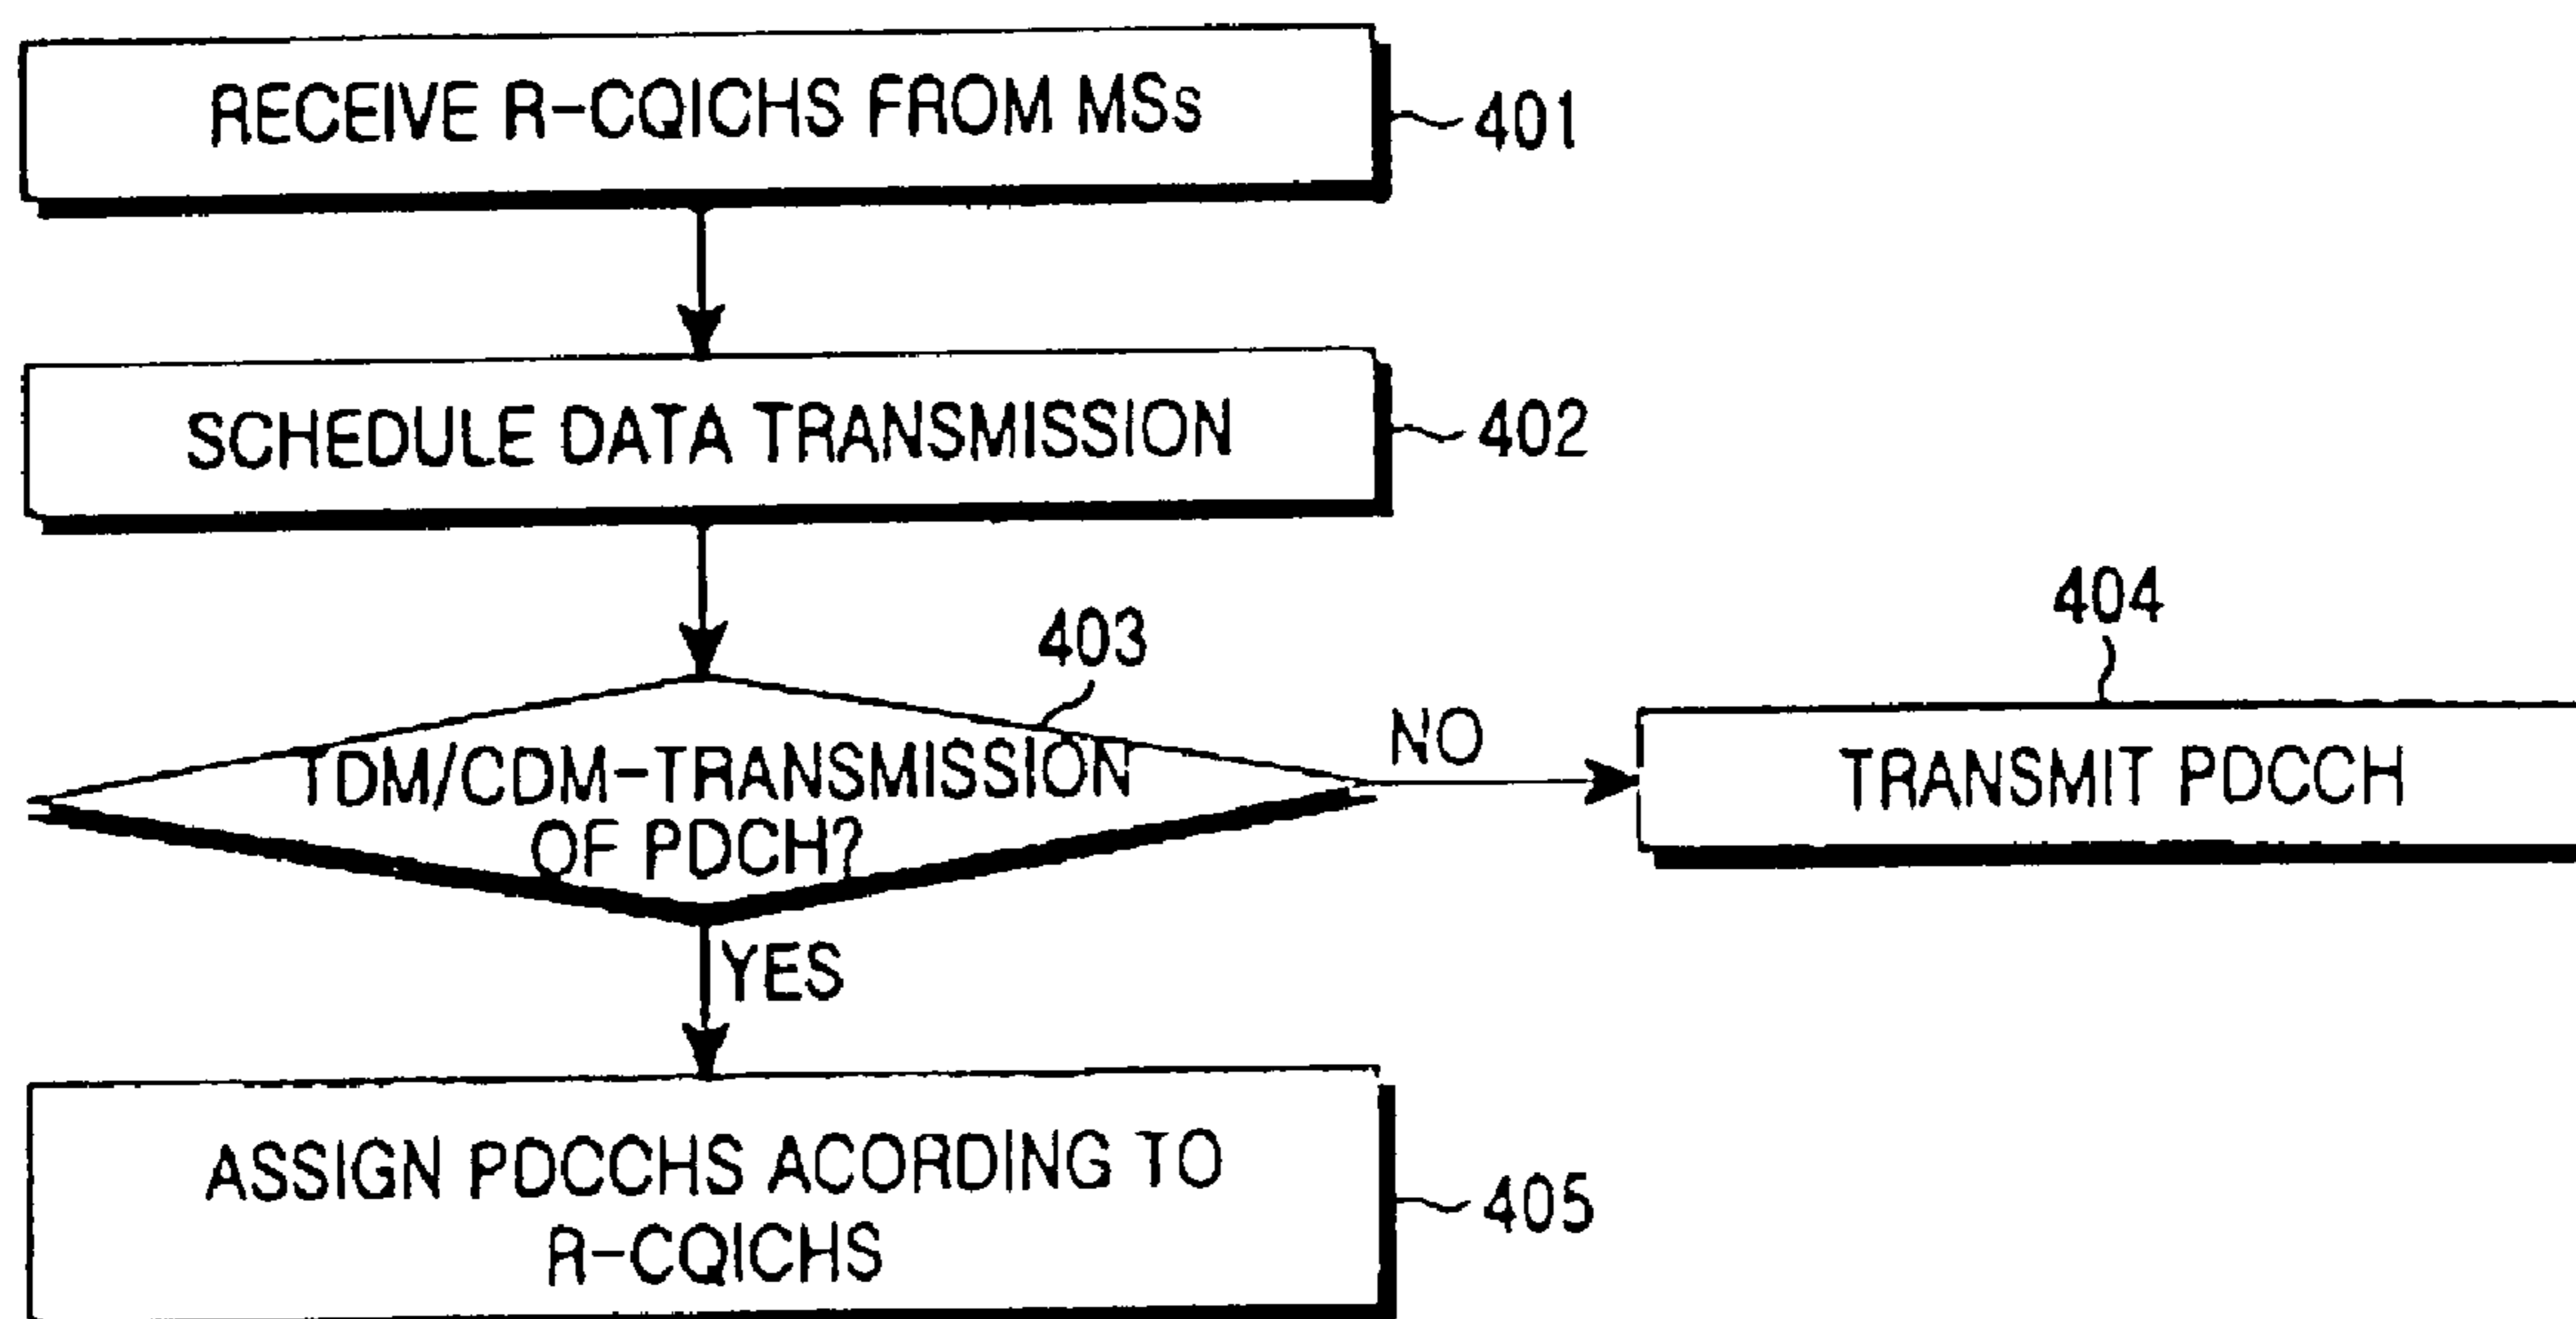 RECEIVE R-CQICHS FROM MSs
401
SCHEDULE DATA TRANSMISSION
402
403
TDM/CDM-TRANSMISSION
OF PDCH?
NO
404
TRANSMIT PDCCH
YES
ASSIGN PDCCHS ACORDING TO
R-CQICHS
405